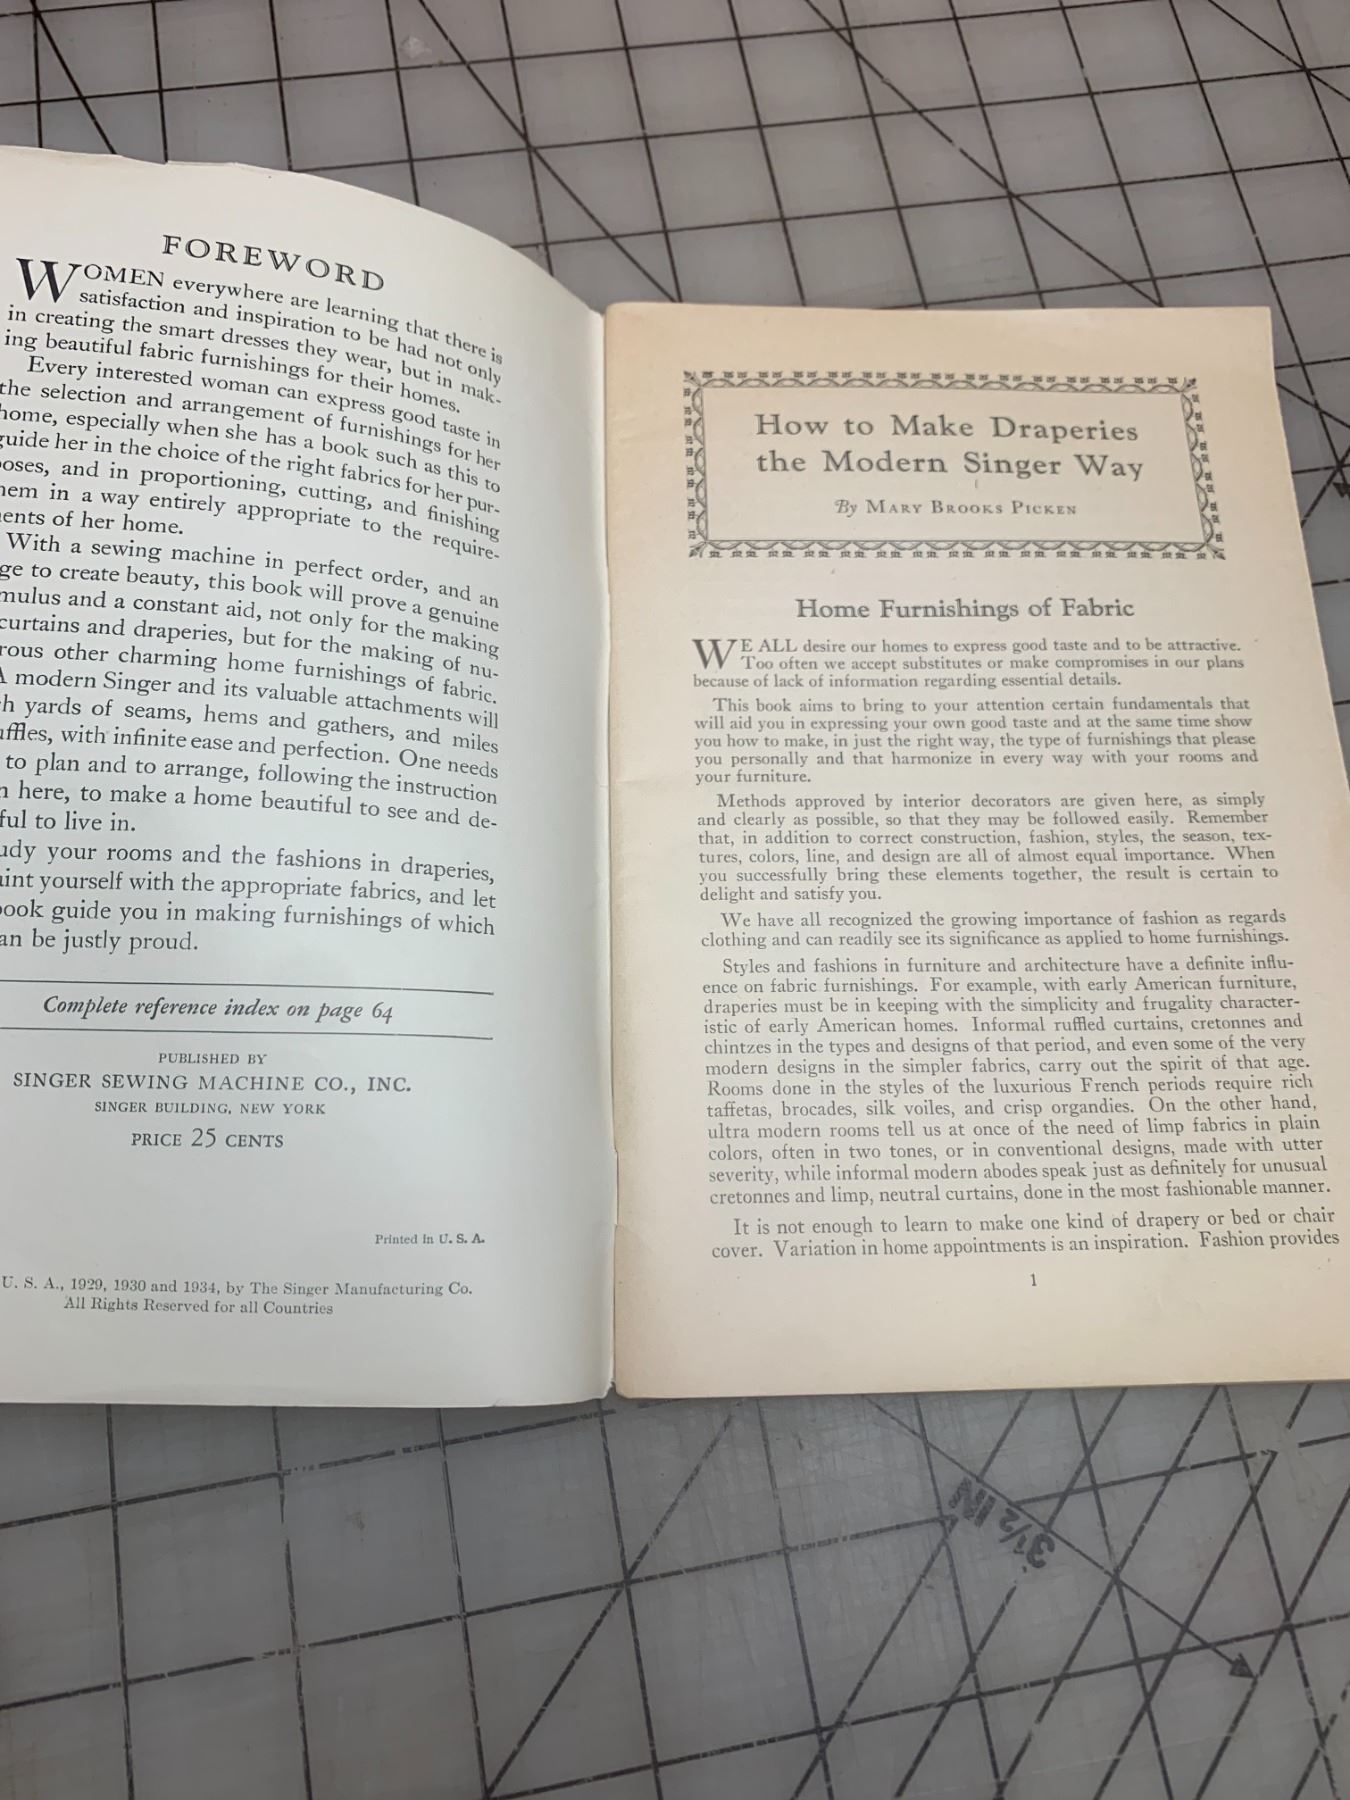 FOREWORD
WOMEN everywhere are learning that there is
satisfaction and inspiration to be had not only
in creating the smart dresses they wear, but in mak-
ing beautiful fabric furnishings for their homes.
Every interested woman can express good taste in
the selection and arrangement of furnishings for her
home, especially when she has a book such as this to
guide her in the choice of the right fabrics for her pur-
oses, and in proportioning, cutting, and finishing
hem in a way entirely appropriate to the require-
ents of her home.
With a sewing machine in perfect order, and an
ge to create beauty, this book will prove a genuine
mulus and a constant aid, not only for the making
curtains and draperies, but for the making of nu-
rous other charming home furnishings of fabric.
A modern Singer and its valuable attachments will
h yards of seams, hems and gathers, and miles
uffles, with infinite ease and perfection. One needs
to plan and to arrange, following the instruction
n here, to make a home beautiful to see and de-
ful to live in.
udy your rooms and the fashions in draperies,
aint yourself with the appropriate fabrics, and let
book guide you in making furnishings of which
an be justly proud.
Complete reference index on page 64
PUBLISHED BY
SINGER SEWING MACHINE CO., INC.
SINGER BUILDING, NEW YORK
PRICE 25 CENTS
Printed in U. S. A.
U. S. A., 1929, 1930 and 1934, by The Singer Manufacturing Co.
All Rights Reserved for all Countries
How to Make Draperies
the Modern Singer Way
By MARY BROOKS PICKEN
Home Furnishings of Fabric
WE ALL desire our homes to express good taste and to be attractive.
Too often we accept substitutes or make compromises in our plans
because of lack of information regarding essential details.
This book aims to bring to your attention certain fundamentals that
will aid you in expressing your own good taste and at the same time show
you how to make, in just the right way, the type of furnishings that please
you personally and that harmonize in every way with your rooms and
your furniture.
Methods approved by interior decorators are given here, as simply
and clearly as possible, so that they may be followed easily. Remember
that, in addition to correct construction, fashion, styles, the season, tex-
tures, colors, line, and design are all of almost equal importance. When
you successfully bring these elements together, the result is certain to
delight and satisfy you.
We have all recognized the growing importance of fashion as regards
clothing and can readily see its significance as applied to home furnishings.
Styles and fashions in furniture and architecture have a definite influ-
ence on fabric furnishings. For example, with early American furniture,
draperies must be in keeping with the simplicity and frugality character-
istic of early American homes. Informal ruffled curtains, cretonnes and
chintzes in the types and designs of that period, and even some of the very
modern designs in the simpler fabrics, carry out the spirit of that age.
Rooms done in the styles of the luxurious French periods require rich
taffetas, brocades, silk voiles, and crisp organdies. On the other hand,
ultra modern rooms tell us at once of the need of limp fabrics in plain
colors, often in two tones, or in conventional designs, made with utter
severity, while informal modern abodes speak just as definitely for unusual
cretonnes and limp, neutral curtains, done in the most fashionable manner.
It is not enough to learn to make one kind of drapery or bed or chair
cover. Variation in home appointments is an inspiration. Fashion provides
1
3 1/2 IN